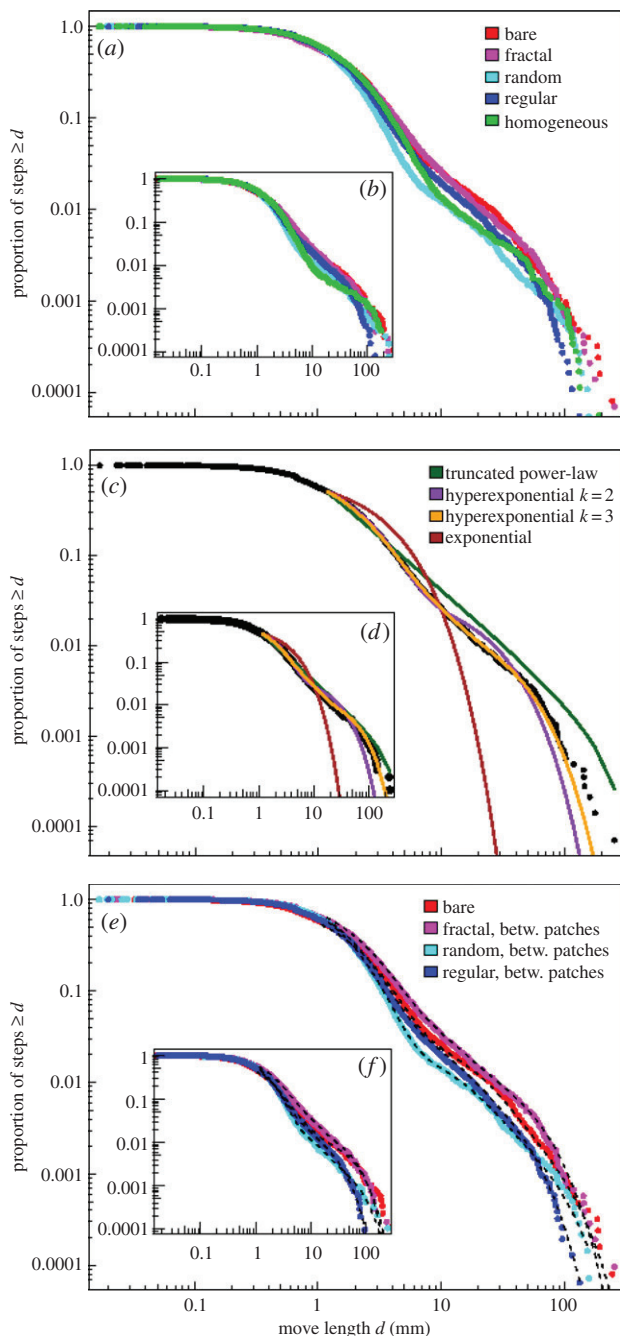 (a)
bare
fractal
random
regular
homogeneous
1.0
0.1
0.01
0.001
0.0001
proportion of steps ≥ d
(b)
1
0.1
0.01
0.001
0.0001
0.1 1 10 100
(c)
truncated power-law
hyperexponential k = 2
hyperexponential k = 3
exponential
1.0
0.1
0.01
0.001
0.0001
proportion of steps ≥ d
(d)
1
0.1
0.01
0.001
0.0001
0.1 1 10 100
(e)
bare
fractal, betw. patches
random, betw. patches
regular, betw. patches
1.0
0.1
0.01
0.001
0.0001
proportion of steps ≥ d
(f)
1
0.1
0.01
0.001
0.0001
0.1 1 10 100
0.1 1 10 100
move length d (mm)